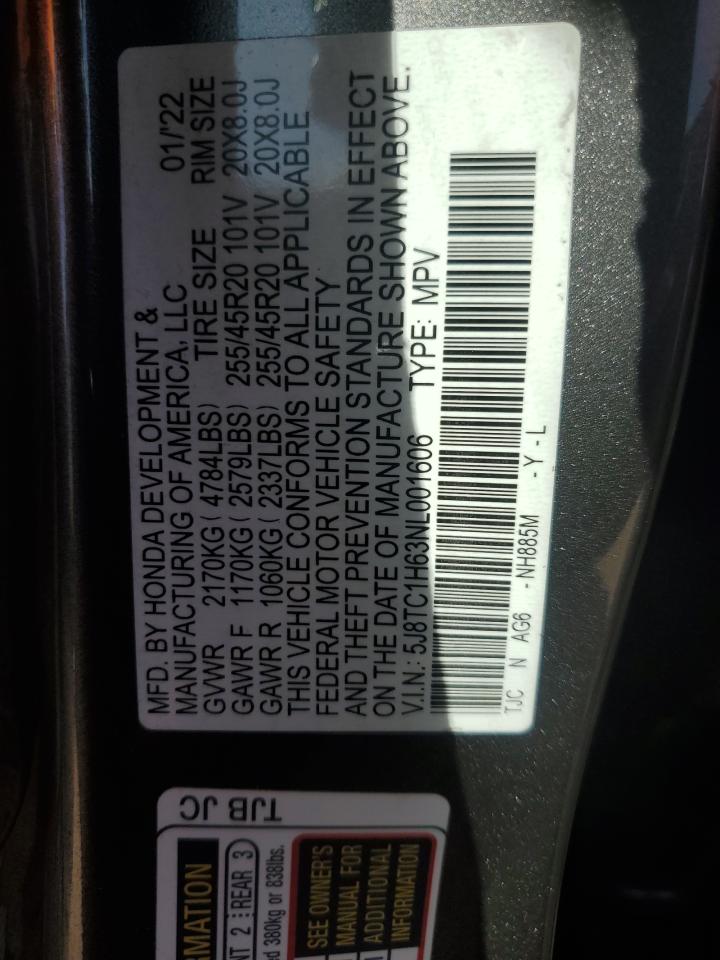 MFD. BY HONDA DEVELOPMENT &
MANUFACTURING OF AMERICA, LLC 01/'22
GVWR 2170KG ( 4784LBS) TIRE SIZE RIM SIZE
GAWR F 1170KG ( 2579LBS) 255/45R20 101V 20X8.0J
GAWR R 1060KG ( 2337LBS) 255/45R20 101V 20X8.0J
THIS VEHICLE CONFORMS TO ALL APPLICABLE
FEDERAL MOTOR VEHICLE SAFETY
AND THEFT PREVENTION STANDARDS IN EFFECT
ON THE DATE OF MANUFACTURE SHOWN ABOVE.
V.I.N.: 5J8TC1H63NL001606 TYPE: MPV
TJC N AG6 - NH885M - Y - L
TJB JC
RMATION
NT 2 REAR 3
ed 380kg or 838lbs.
SEE OWNER'S
MANUAL FOR
ADDITIONAL
INFORMATION